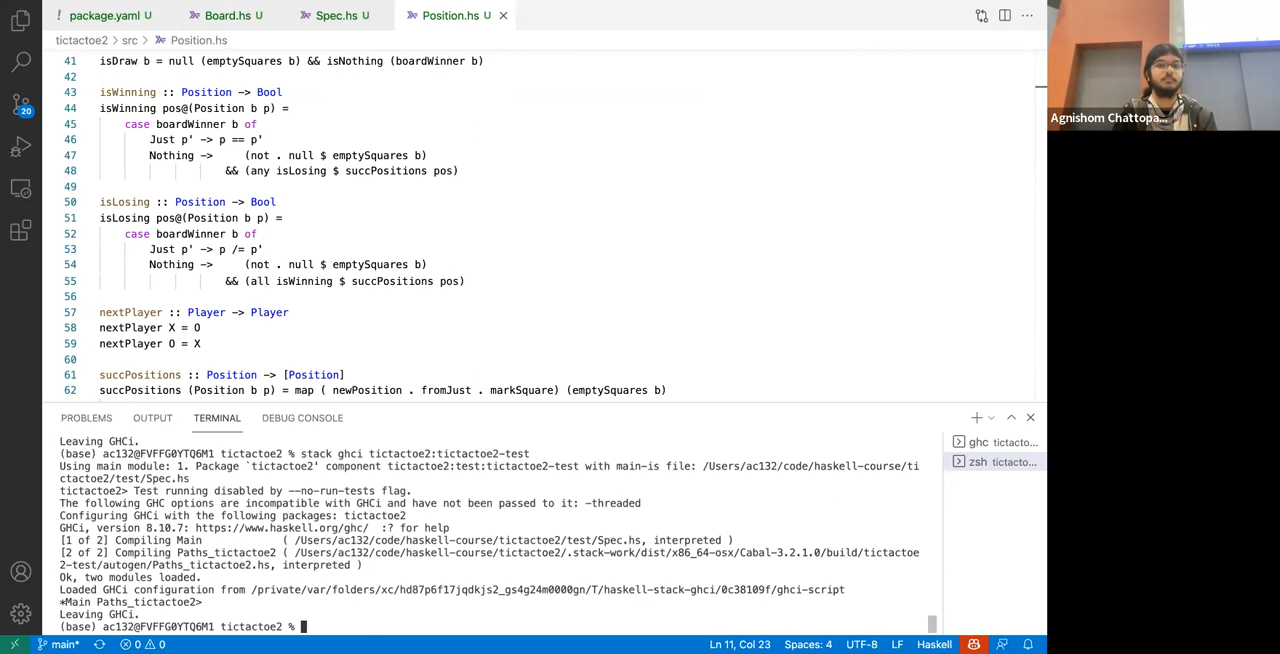 ! package.yaml U
Board.hs U
Spec.hs U
Position.hs U
tictactoe2 > src > Position.hs
41 isDraw b = null (emptySquares b) && isNothing (boardWinner b)
42
43 isWinning :: Position -> Bool
44 isWinning pos@(Position b p) =
45 case boardWinner b of
46 Just p' -> p == p'
47 Nothing -> (not . null $ emptySquares b)
48 && (any isLosing $ succPositions pos)
49
50 isLosing :: Position -> Bool
51 isLosing pos@(Position b p) =
52 case boardWinner b of
53 Just p' -> p /= p'
54 Nothing -> (not . null $ emptySquares b)
55 && (all isWinning $ succPositions pos)
56
57 nextPlayer :: Player -> Player
58 nextPlayer X = O
59 nextPlayer O = X
60
61 succPositions :: Position -> [Position]
62 succPositions (Position b p) = map ( newPosition . fromJust . markSquare) (emptySquares b)
20
Agnishom Chattopa...
PROBLEMS OUTPUT TERMINAL DEBUG CONSOLE
Leaving GHCi.
(base) ac132@FVFFG0YTQ6M1 tictactoe2 % stack ghci tictactoe2:tictactoe2-test
Using main module: 1. Package `tictactoe2' component tictactoe2:test:tictactoe2-test with main-is file: /Users/ac132/code/haskell-course/ti
ctactoe2/test/Spec.hs
tictactoe2> Test running disabled by --no-run-tests flag.
The following GHC options are incompatible with GHCi and have not been passed to it: -threaded
Configuring GHCi with the following packages: tictactoe2
GHCi, version 8.10.7: https://www.haskell.org/ghc/  :? for help
[1 of 2] Compiling Main ( /Users/ac132/code/haskell-course/tictactoe2/test/Spec.hs, interpreted )
[2 of 2] Compiling Paths_tictactoe2 ( /Users/ac132/code/haskell-course/tictactoe2/.stack-work/dist/x86_64-osx/Cabal-3.2.1.0/build/tictactoe
2-test/autogen/Paths_tictactoe2.hs, interpreted )
Ok, two modules loaded.
Loaded GHCi configuration from /private/var/folders/xc/hd87p6f17jqdkjs2_gs4g24m0000gn/T/haskell-stack-ghci/0c38109f/ghci-script
*Main Paths_tictactoe2>
Leaving GHCi.
(base) ac132@FVFFG0YTQ6M1 tictactoe2 %
ghc tictacto...
zsh tictacto...
main* 0 0 Ln 11, Col 23 Spaces: 4 UTF-8 LF Haskell